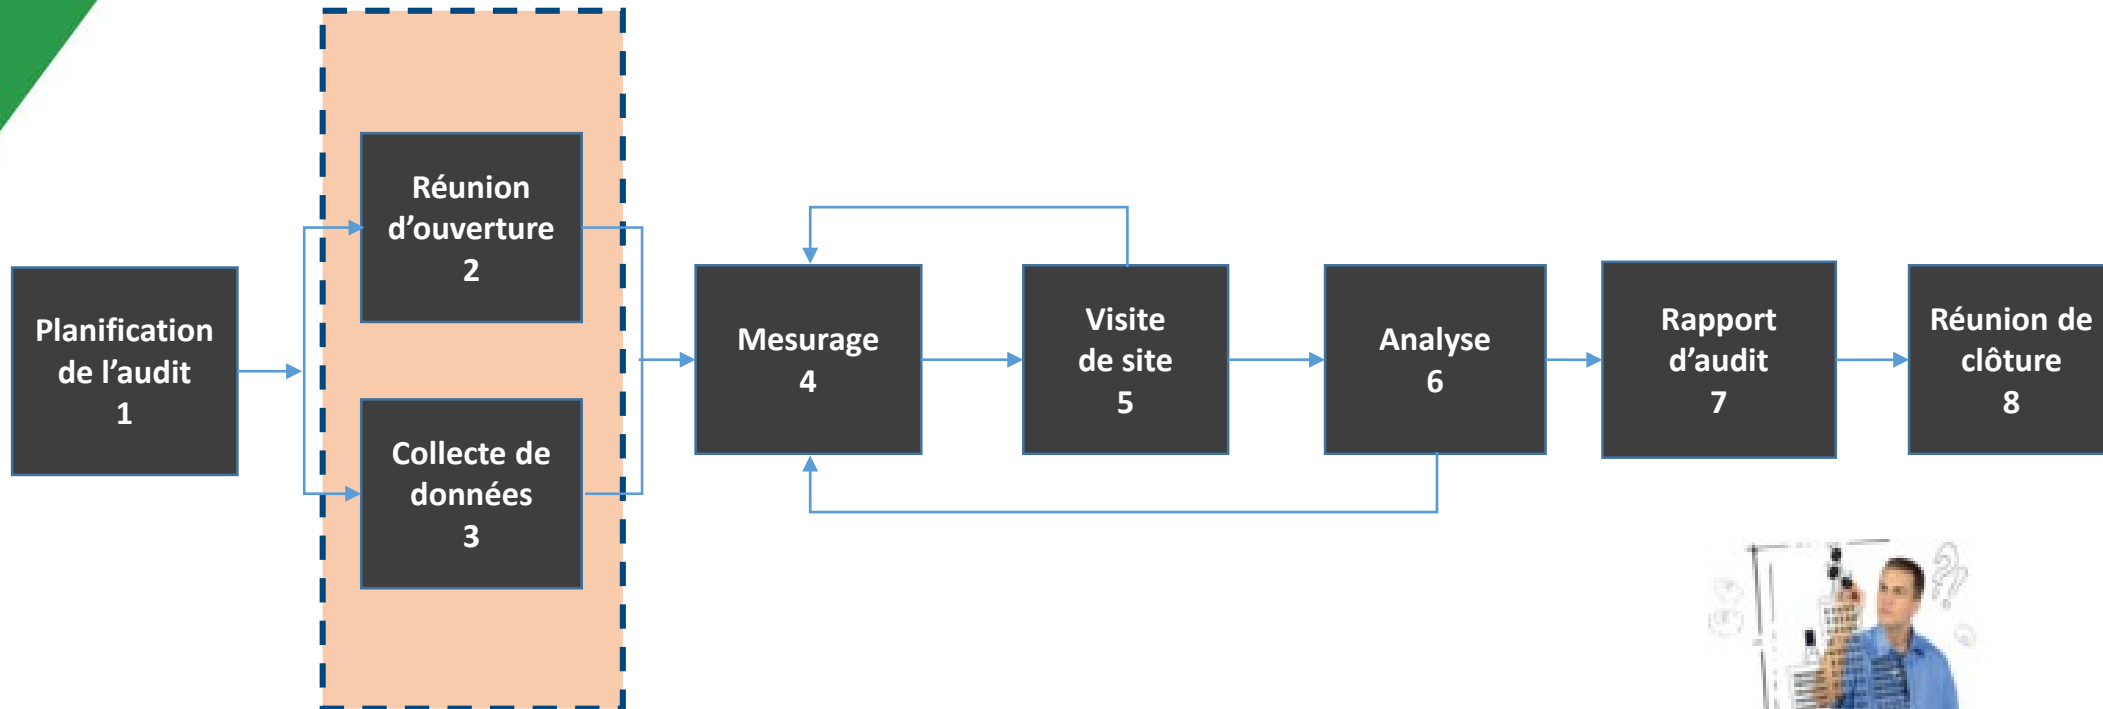 Planification
de l’audit
1
Réunion
d’ouverture
2
Collecte de
données
3
Mesurage
4
Visite
de site
5
Analyse
6
Rapport
d’audit
7
Réunion de
clôture
8